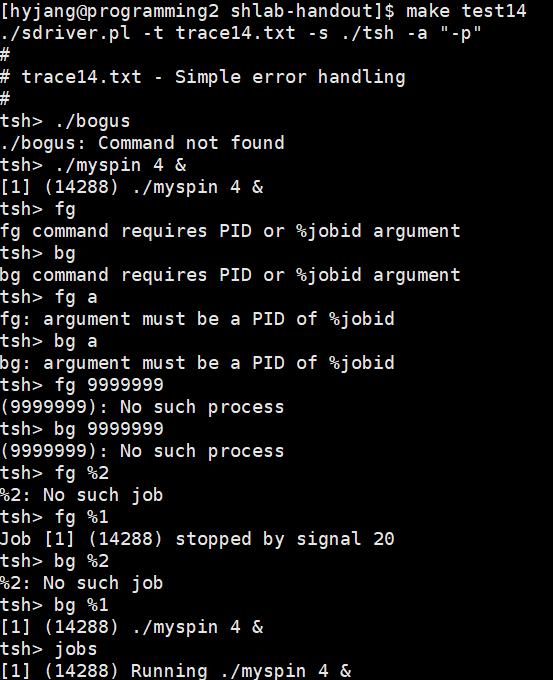 [hyjang@programming2 shlab-handout]$ make test14
./sdriver.pl -t trace14.txt -s ./tsh -a "-p"
#
# trace14.txt - Simple error handling
#
tsh> ./bogus
./bogus: Command not found
tsh> ./myspin 4 &
[1] (14288) ./myspin 4 &
tsh> fg
fg command requires PID or %jobid argument
tsh> bg
bg command requires PID or %jobid argument
tsh> fg a
fg: argument must be a PID of %jobid
tsh> bg a
bg: argument must be a PID of %jobid
tsh> fg 9999999
(9999999): No such process
tsh> bg 9999999
(9999999): No such process
tsh> fg %2
%2: No such job
tsh> fg %1
Job [1] (14288) stopped by signal 20
tsh> bg %2
%2: No such job
tsh> bg %1
[1] (14288) ./myspin 4 &
tsh> jobs
[1] (14288) Running ./myspin 4 &